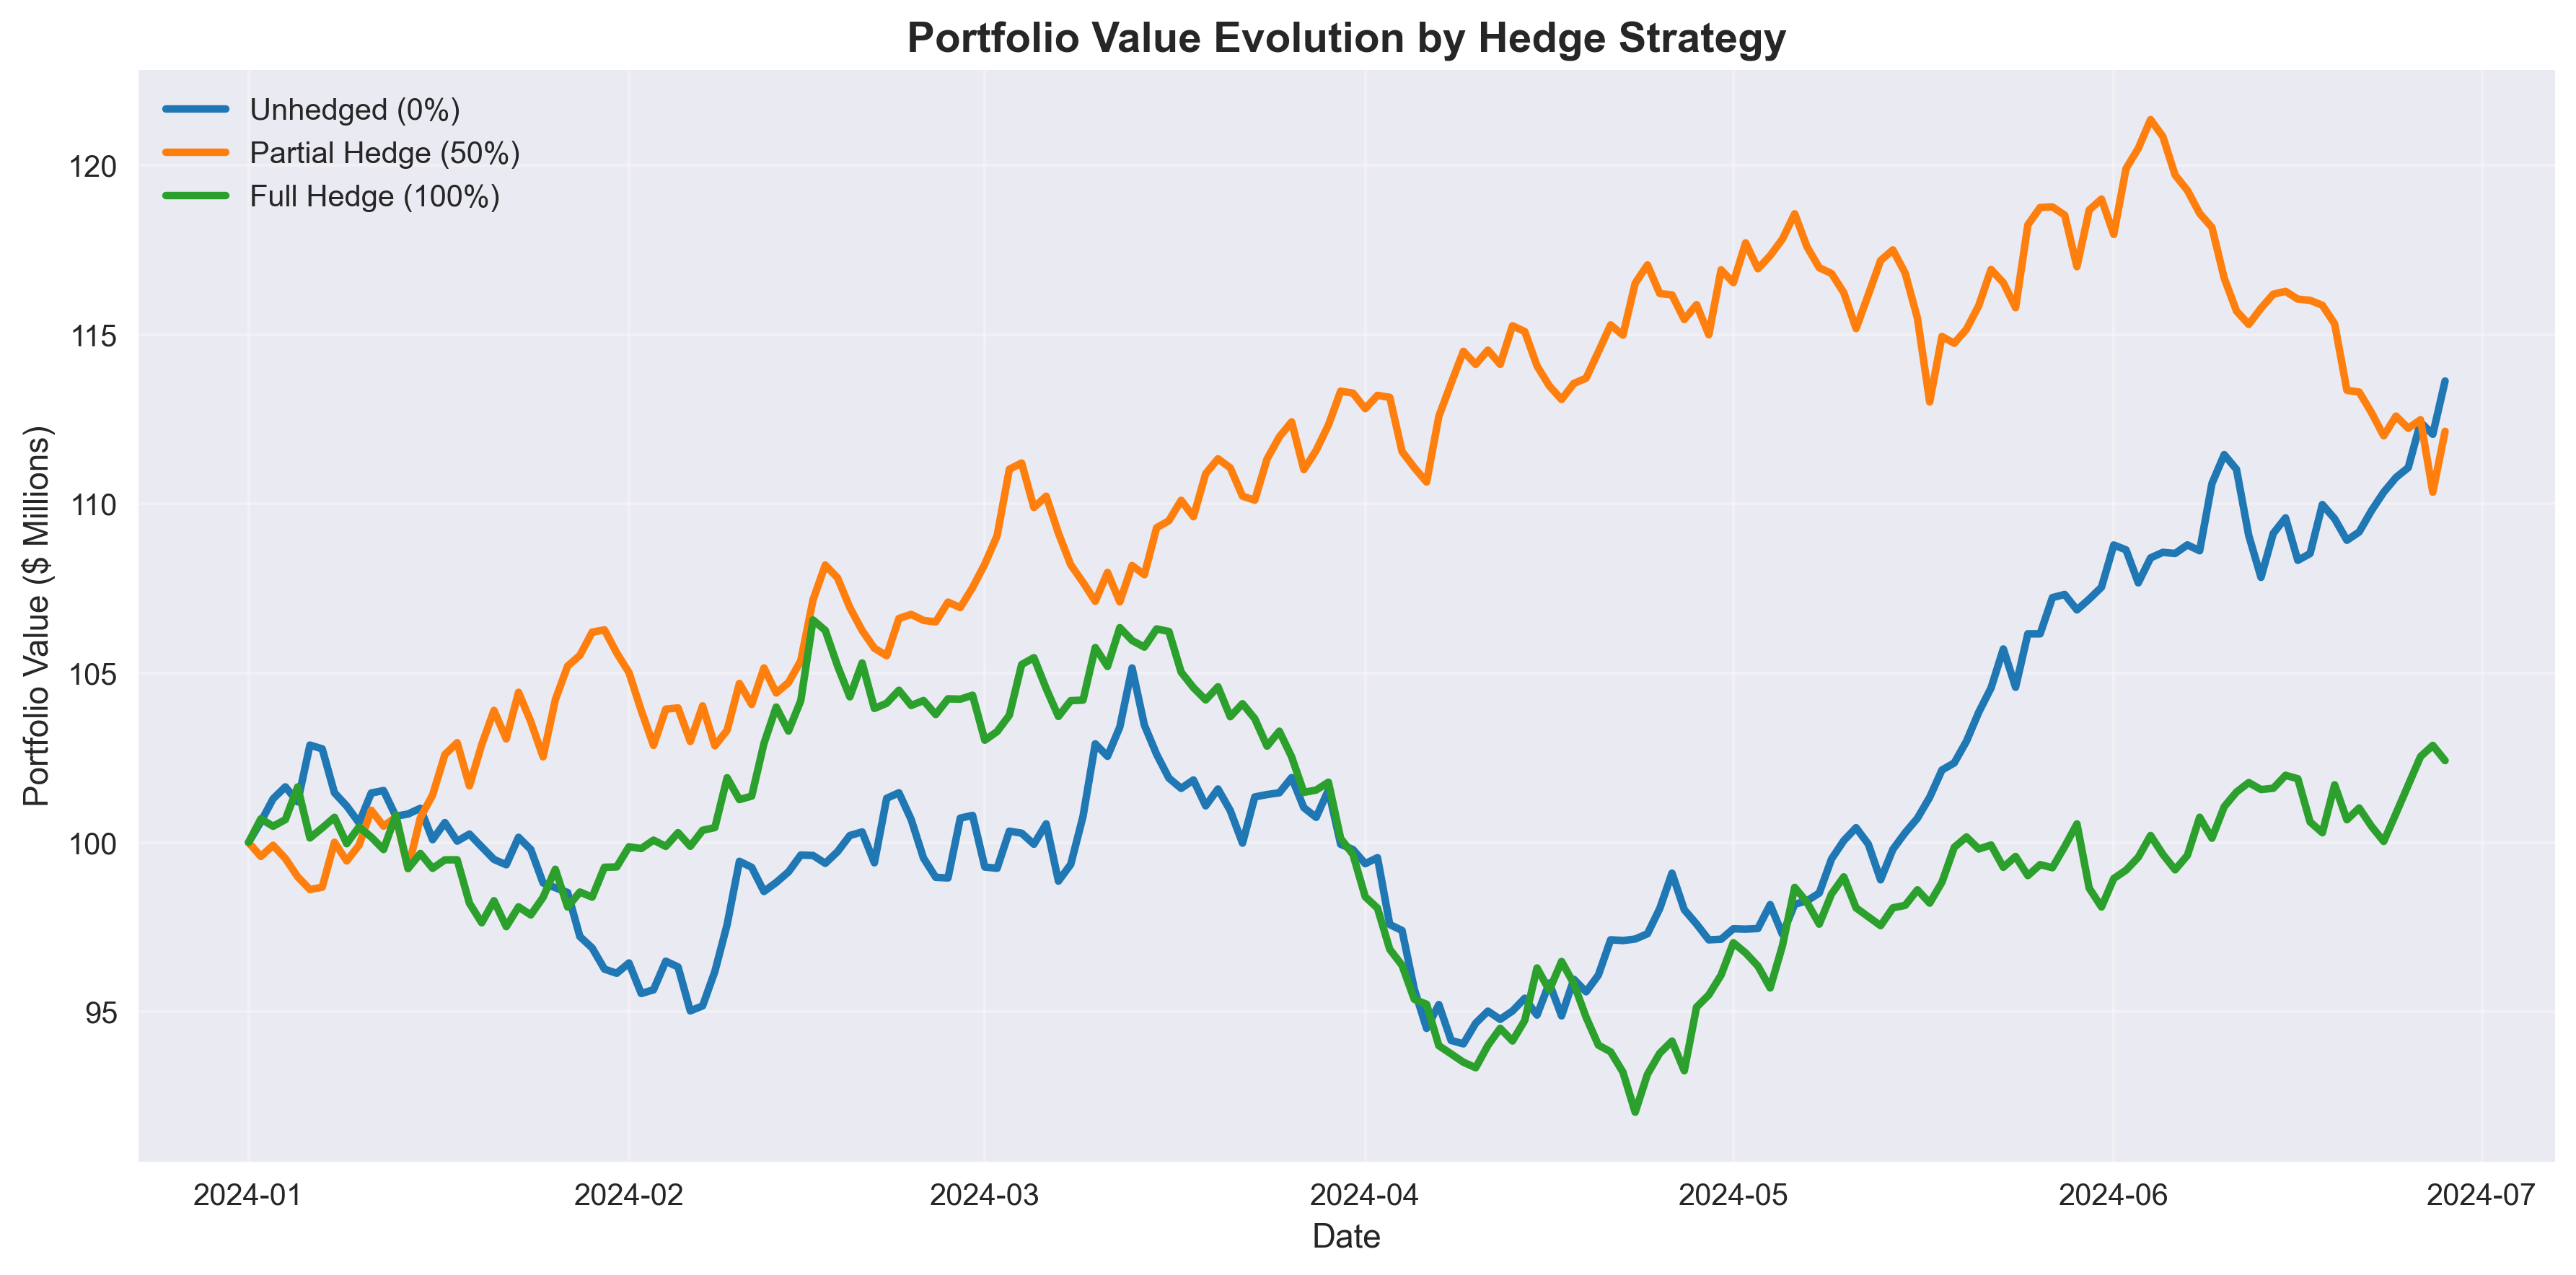 Portfolio Value Evolution by Hedge Strategy
Unhedged (0%)
Partial Hedge (50%)
Full Hedge (100%)
Portfolio Value ($ Millions)
120
115
110
105
100
95
2024-01
2024-02
2024-03
2024-04
2024-05
2024-06
2024-07
Date